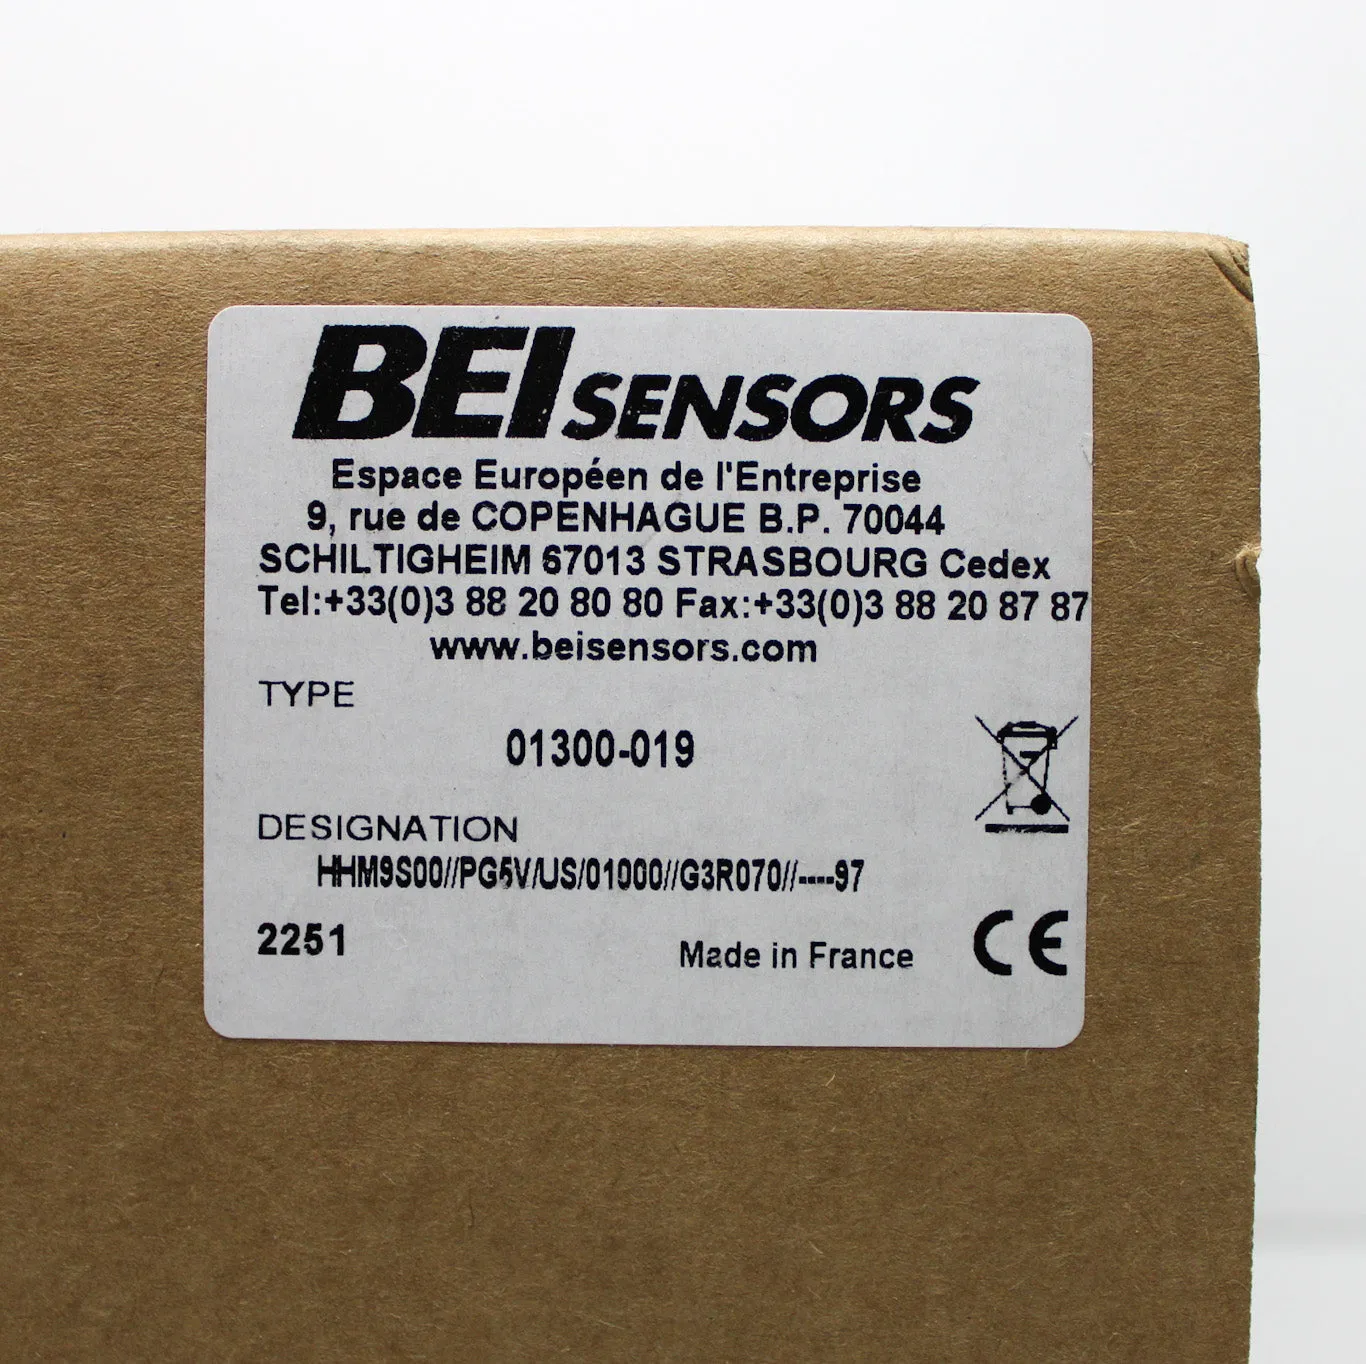 BEI SENSORS
Espace Européen de l'Entreprise
9, rue de COPENHAGUE B.P. 70044
SCHILTIGHEIM 67013 STRASBOURG Cedex
Tel:+33(0)3 88 20 80 80 Fax:+33(0)3 88 20 87 87
www.beisensors.com
TYPE
01300-019
DESIGNATION
HHM9S00//PG5V/US/01000//G3R070//----97
2251
Made in France
CE